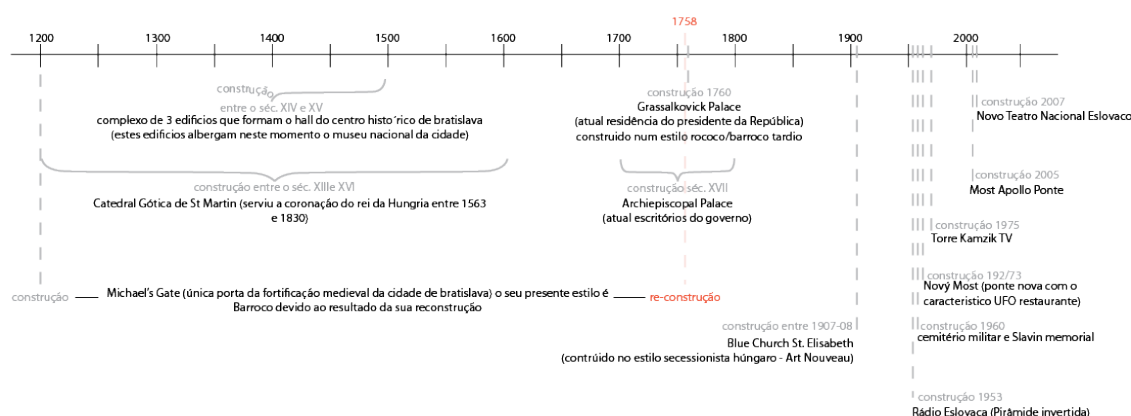 1758
1200 1300 1400 1500 1600 1700 1800 1900 2000
construção
entre o séc. XIV e XV
complexo de 3 edificios que formam o hall do centro histo´rico de bratislava
(estes edificios albergam neste momento o museu nacional da cidade)
construção 1760
Grassalkovick Palace
(atual residência do presidente da República)
construido num estilo rococo/barroco tardio
construção 2007
Novo Teatro Nacional Eslovaco
construção entre o séc. XIIIe XVI
Catedral Gótica de St Martin (serviu a coronação do rei da Hungria entre 1563
e 1830)
construção séc. XVII
Archiepiscopal Palace
(atual escritórios do governo)
construção 2005
Most Apollo Ponte
construção 1975
Torre Kamzik TV
construção
Michael's Gate (única porta da fortificação medieval da cidade de bratislava) o seu presente estilo é
Barroco devido ao resultado da sua reconstrução
re-construção
construção 192/73
Nový Most (ponte nova com o
caracteristico UFO restaurante)
construção entre 1907-08
Blue Church St. Elisabeth
(contrúido no estilo secessionista húngaro - Art Nouveau)
construção 1960
cemitério militar e Slavin memorial
construção 1953
Rádio Eslovaca (Pirâmide invertida)